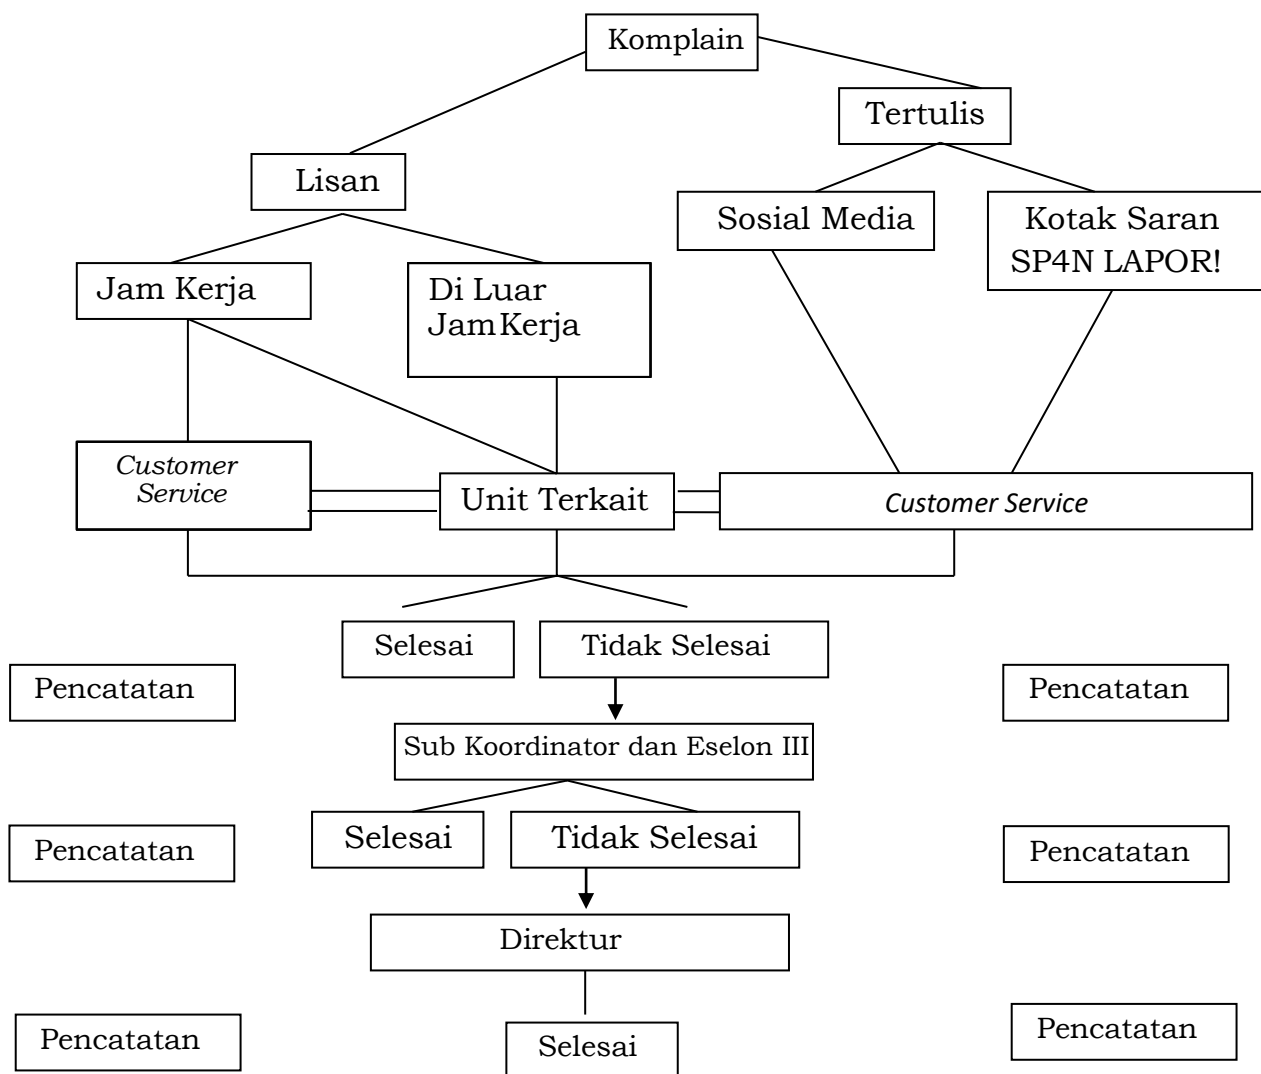 Komplain
Tertulis
Lisan
Sosial Media
Kotak Saran
SP4N LAPOR!
Jam Kerja
Di Luar
JamKerja
Customer
Service
Unit Terkait
Customer Service
Selesai
Tidak Selesai
Pencatatan
Pencatatan
Sub Koordinator dan Eselon III
Selesai
Tidak Selesai
Pencatatan
Pencatatan
Direktur
Pencatatan
Selesai
Pencatatan